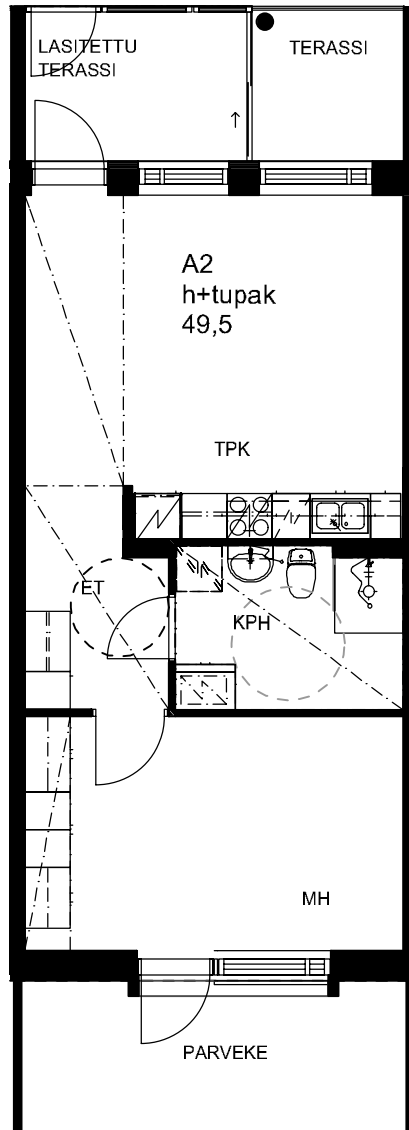 LASITETTU
TERASSI
TERASSI
A2
h+tupak
49,5
TPK
ET
KPH
MH
PARVEKE